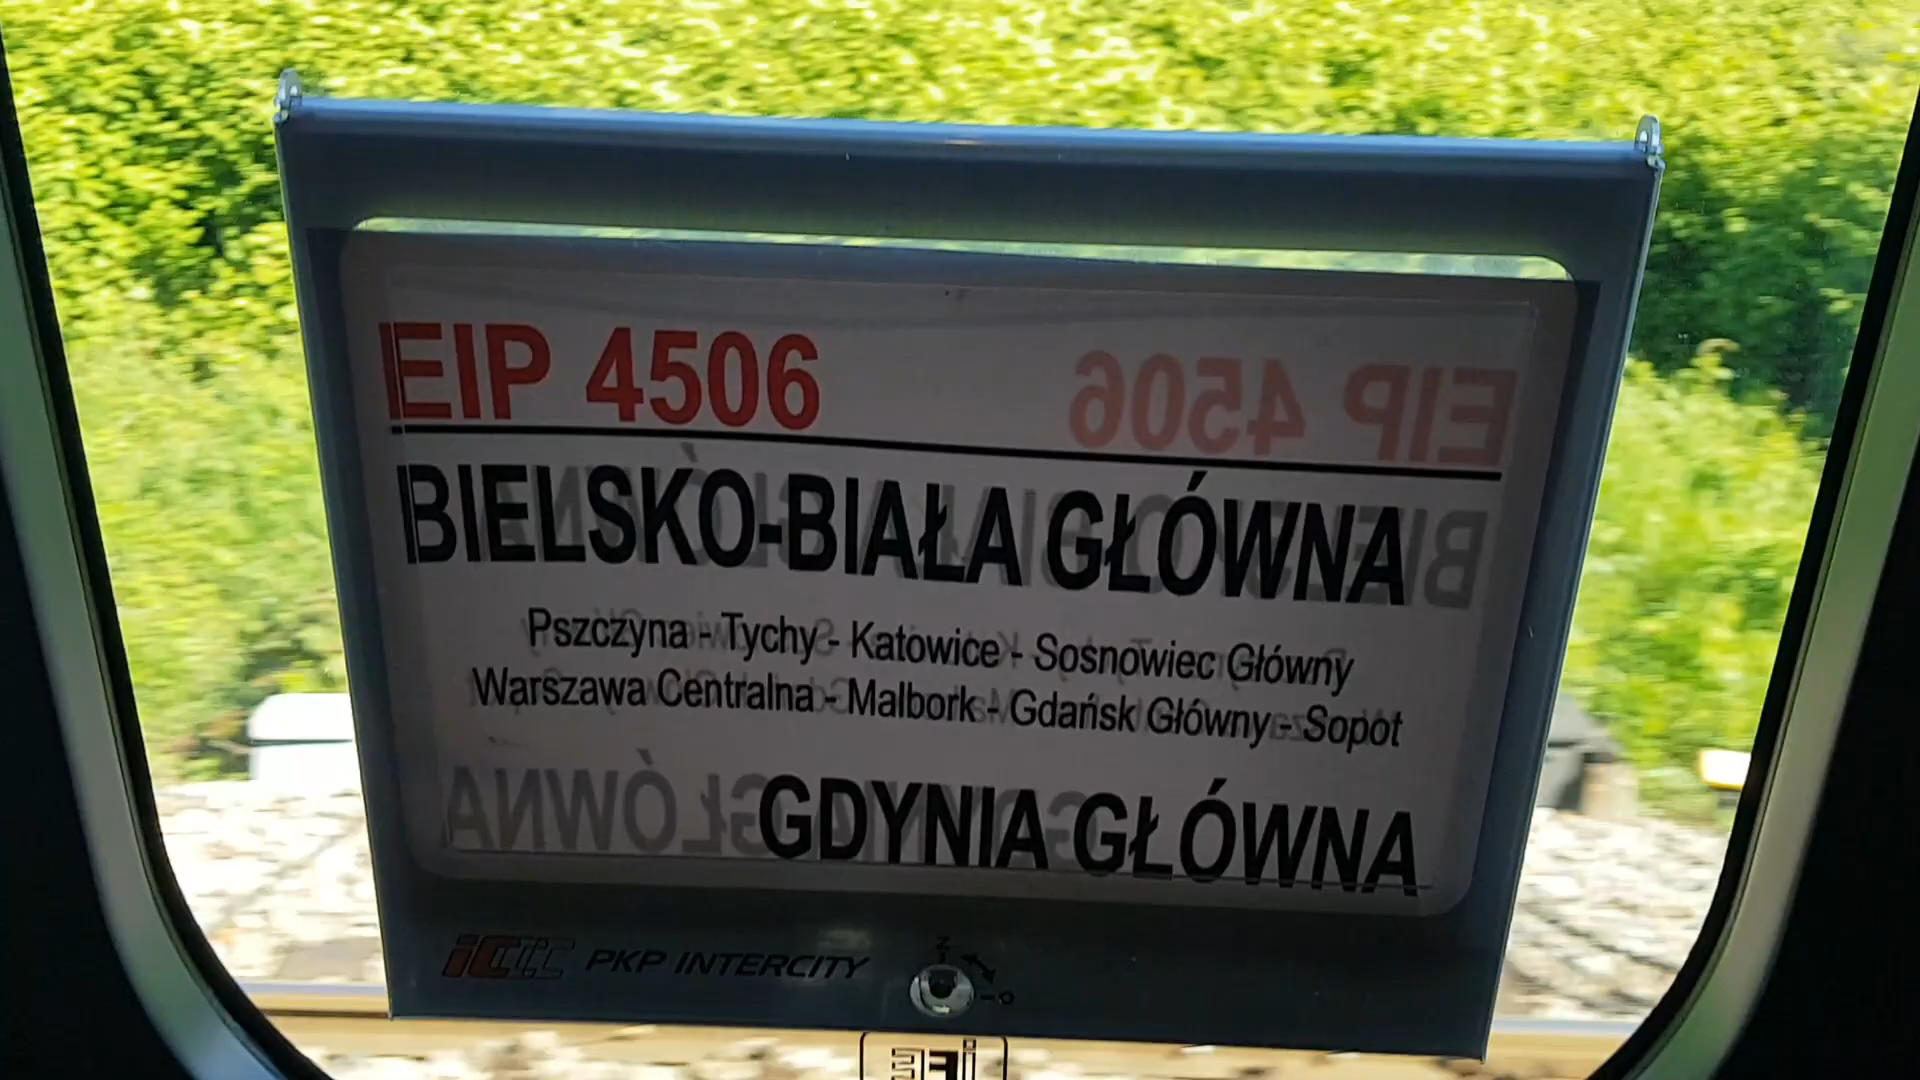 EIP 4506
BIELSKO-BIAŁA GŁÓWNA
Pszczyna - Tychy - Katowice - Sosnowiec Główny
Warszawa Centralna - Malbork - Gdańsk Główny - Sopot
GDYNIA GŁÓWNA
PKP INTERCITY